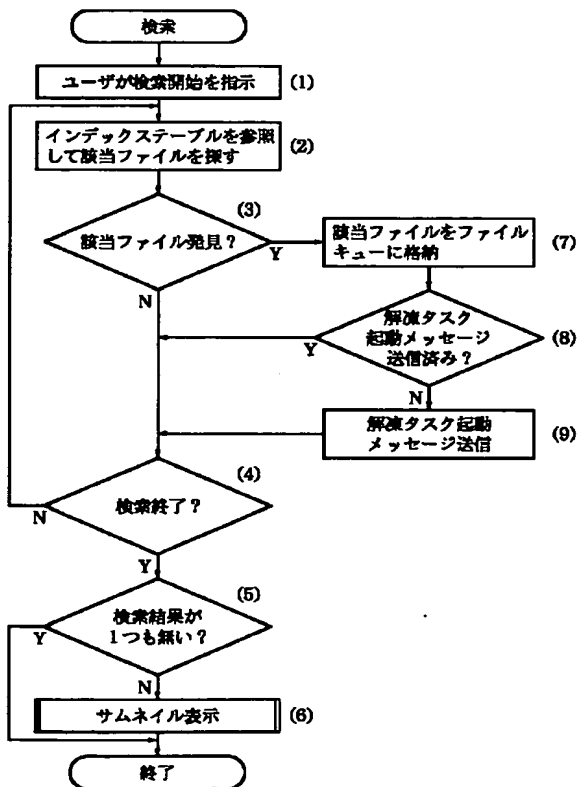 検索
ユーザが検索開始を指示
(1)
インデックステーブルを参照
して該当ファイルを探す
(2)
(3)
該当ファイル発見？
Y
N
該当ファイルをファイル
キューに格納
(7)
解凍タスク
起動メッセージ
送信済み？
(8)
Y
N
解凍タスク起動
メッセージ送信
(9)
(4)
検索終了？
N
Y
(5)
検索結果が
1つも無い？
Y
N
サムネイル表示
(6)
終了